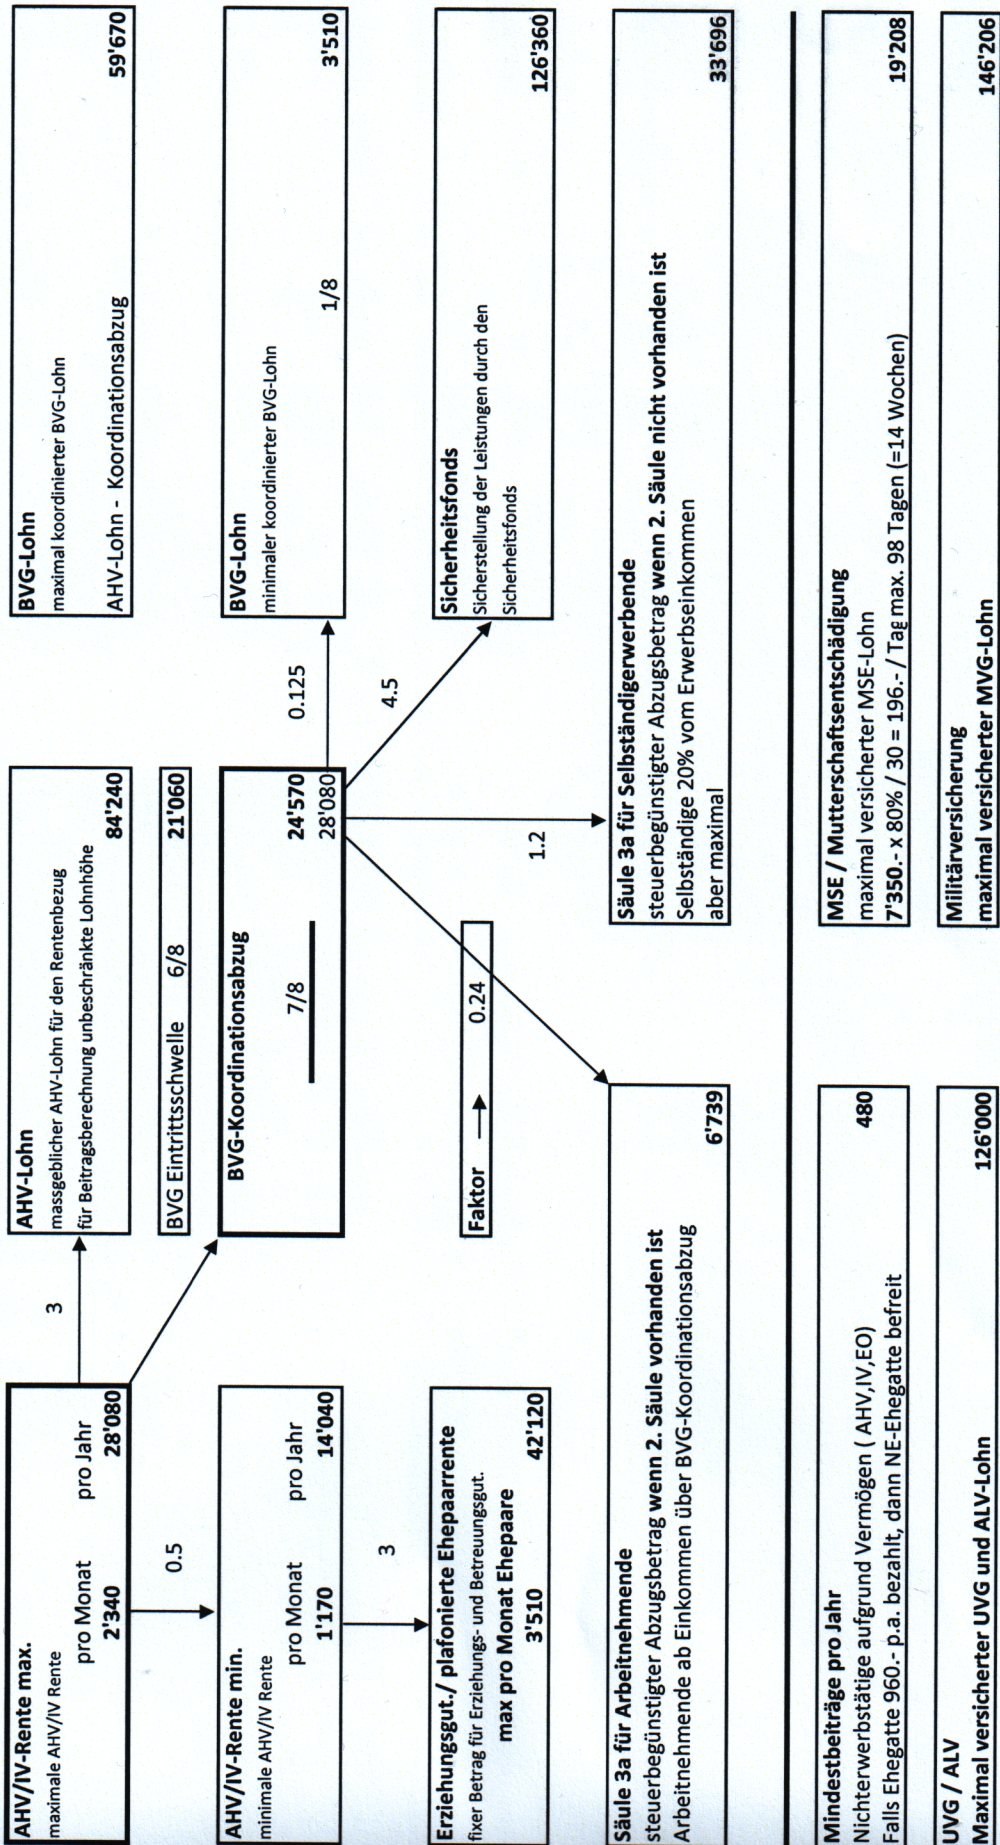 AHV/IV-Rente max.
maximale AHV/IV Rente
pro Monat pro Jahr
2'340 28'080
3
AHV-Lohn
massgeblicher AHV-Lohn für den Rentenbezug
für Beitragsberechnung unbeschränkte Lohnhöhe
84'240
BVG-Lohn
maximal koordinierter BVG-Lohn
AHV-Lohn - Koordinationsabzug
59'670
0.5
BVG Eintrittsschwelle 6/8 21'060
AHV/IV-Rente min.
minimale AHV/IV Rente
pro Monat pro Jahr
1'170 14'040
BVG-Koordinationsabzug
7/8 24'570
28'080
0.125
BVG-Lohn
minimaler koordinierter BVG-Lohn
1/8 3'510
3
4.5
Erziehungsgut./ plafonierte Ehepaarrente
fixer Betrag für Erziehungs- und Betreuungsgut.
max pro Monat Ehepaare
3'510 42'120
Faktor 0.24
Sicherheitsfonds
Sicherstellung der Leistungen durch den
Sicherheitsfonds
126'360
1.2
Säule 3a für Arbeitnehmende
steuerbegünstigter Abzugsbetrag wenn 2. Säule vorhanden ist
Arbeitnehmende ab Einkommen über BVG-Koordinationsabzug
6'739
Säule 3a für Selbständigerwerbende
steuerbegünstigter Abzugsbetrag wenn 2. Säule nicht vorhanden ist
Selbständige 20% vom Erwerbseinkommen
aber maximal
33'696
Mindestbeiträge pro Jahr
Nichterwerbstätige aufgrund Vermögen ( AHV,IV,EO)
480
Falls Ehegatte 960.- p.a. bezahlt, dann NE-Ehegatte befreit
MSE / Mutterschaftsentschädigung
maximal versicherter MSE-Lohn
7'350.- x 80% / 30 = 196.- / Tag max. 98 Tagen (=14 Wochen)
19'208
UVG / ALV
Maximal versicherter UVG und ALV-Lohn
126'000
Militärversicherung
maximal versicherter MVG-Lohn
146'206